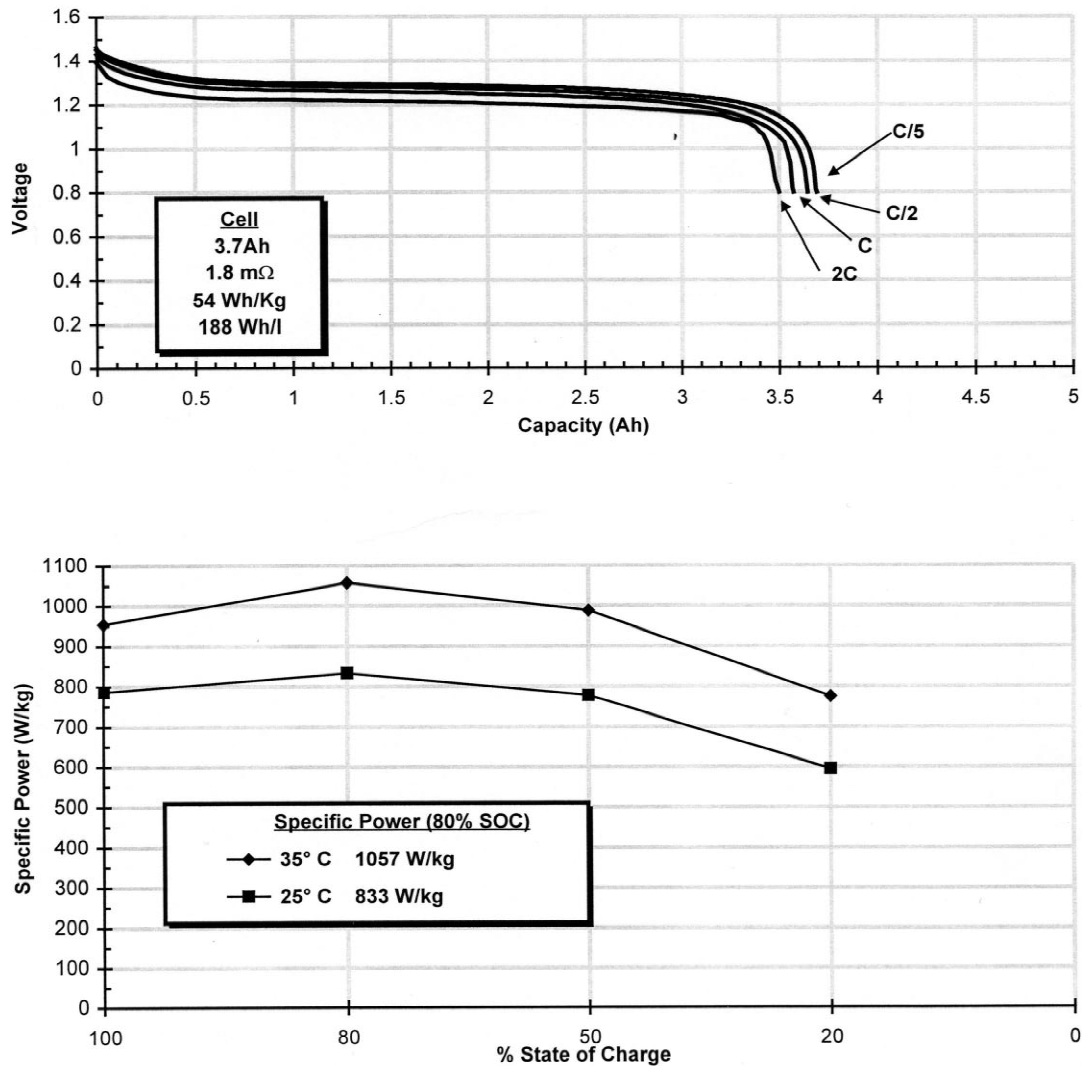 1.6
1.4
1.2
1
0.8
0.6
0.4
0.2
0
Voltage
Cell
3.7Ah
1.8 mΩ
54 Wh/Kg
188 Wh/l
C/5
C/2
C
2C
0 0.5 1 1.5 2 2.5 3 3.5 4 4.5 5
Capacity (Ah)
1100
1000
900
800
700
600
500
400
300
200
100
0
Specific Power (W/kg)
Specific Power (80% SOC)
35° C 1057 W/kg
25° C 833 W/kg
100 80 50 20 0
% State of Charge